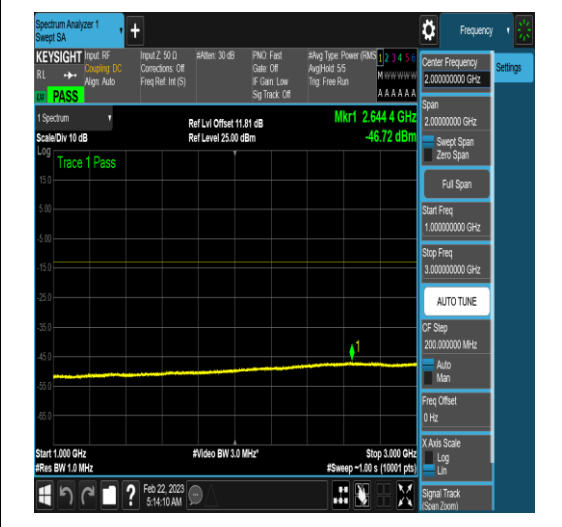 Spectrum Analyzer 1
Swept SA
+
Frequency
KEYSIGHT
Input: RF
Coupling: DC
Align: Auto
RL
PASS
Input Z: 50 Ω
Corrections: Off
Freq Ref: Int (S)
#Atten: 30 dB
PNO: Fast
Gate: Off
IF Gain: Low
Sig Track: Off
#Avg Type: Power (RMS
Avg|Hold: 5/5
Trig: Free Run
1 2 3 4 5 6
M W W W W W
A A A A A A
Center Frequency
2.000000000 GHz
Settings
Span
2.00000000 GHz
Swept Span
Zero Span
Full Span
Start Freq
1.000000000 GHz
Stop Freq
3.000000000 GHz
AUTO TUNE
CF Step
200.000000 MHz
Auto
Man
Freq Offset
0 Hz
X Axis Scale
Log
Lin
Signal Track
(Span Zoom)
1 Spectrum
Scale/Div 10 dB
Ref Lvl Offset 11.81 dB
Ref Level 25.00 dBm
Mkr1 2.644 4 GHz
-46.72 dBm
Log
Trace 1 Pass
15.0
5.00
-5.00
-15.0
-25.0
-35.0
-45.0
-55.0
-65.0
1
Start 1.000 GHz
#Res BW 1.0 MHz
#Video BW 3.0 MHz*
Stop 3.000 GHz
#Sweep ~1.00 s (10001 pts)
?
Feb 22, 2023
5:14:10 AM